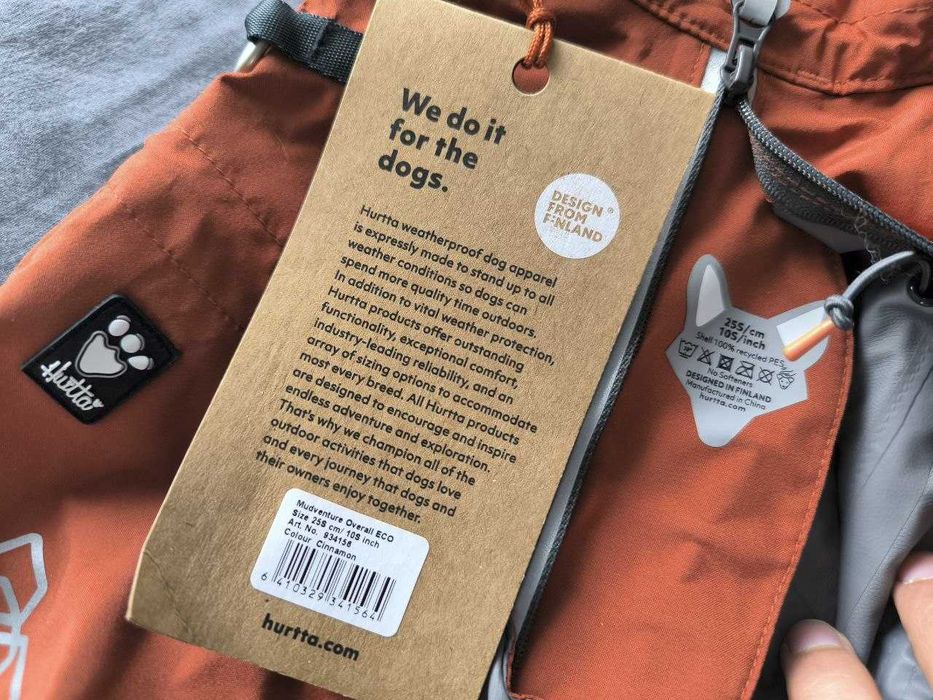 We do it
for the
dogs.
DESIGN ®
FROM
FINLAND
Hurtta weatherproof dog apparel
is expressly made to stand up to all
weather conditions so dogs can
spend more quality time outdoors.
In addition to vital weather protection,
Hurtta products offer outstanding
functionality, exceptional comfort,
industry-leading reliability, and an
array of sizing options to accommodate
most every breed. All Hurtta products
are designed to encourage and inspire
endless adventure and exploration.
That's why we champion all of the
outdoor activities that dogs love
and every journey that dogs and
their owners enjoy together.
Mudventure Overall ECO
Size 25S cm/ 10S inch
Art. No. 934156
Colour Cinnamon
6 410329 341564
hurtta.com
Hurtta
25S/cm
10S/inch
Shell 100% recycled PES
No Softeners
DESIGNED IN FINLAND
Manufactured in China
hurtta.com